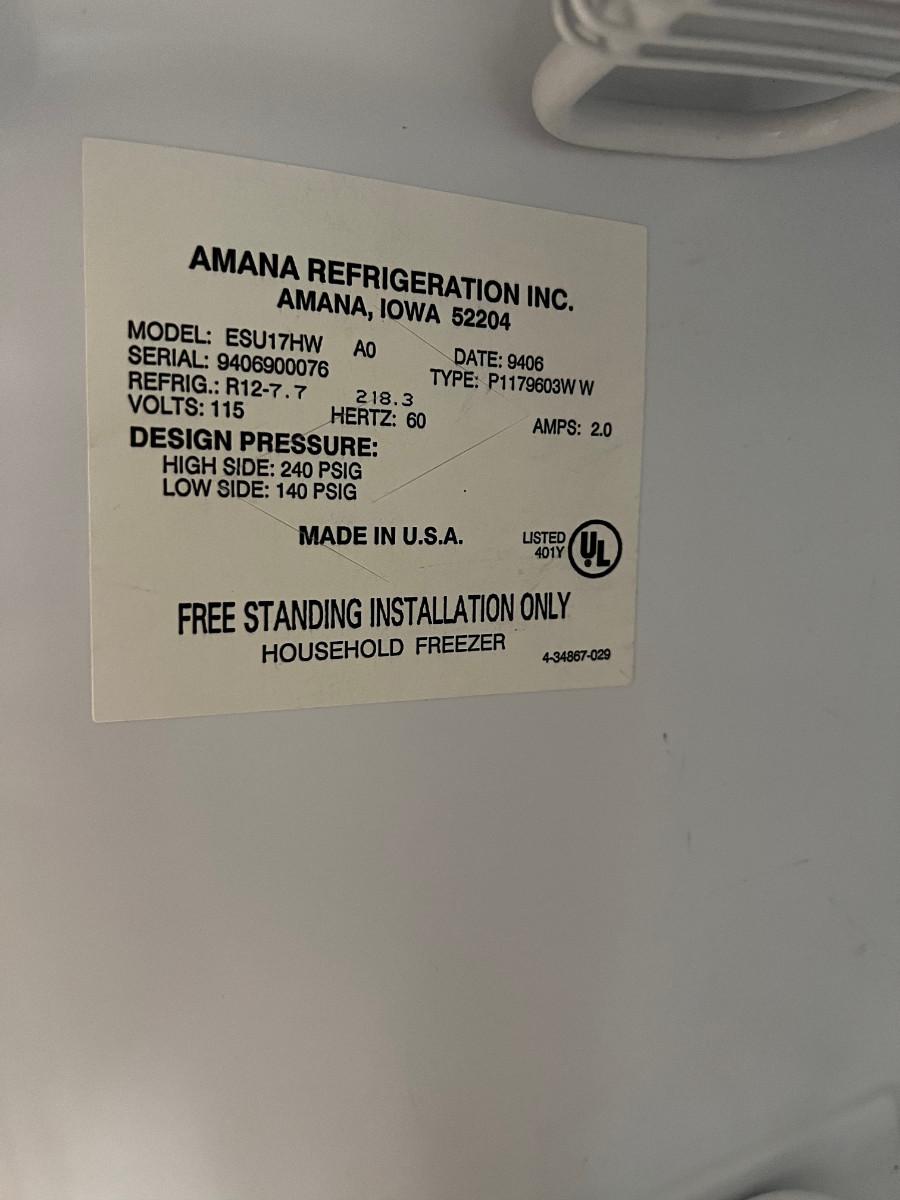 AMANA REFRIGERATION INC.
AMANA, IOWA 52204
MODEL: ESU17HW A0 DATE: 9406
SERIAL: 9406900076 TYPE: P1179603W W
REFRIG.: R12-7.7 218.3
VOLTS: 115 HERTZ: 60 AMPS: 2.0
DESIGN PRESSURE:
HIGH SIDE: 240 PSIG
LOW SIDE: 140 PSIG
MADE IN U.S.A.
LISTED
401Y
UL
FREE STANDING INSTALLATION ONLY
HOUSEHOLD FREEZER
4-34867-029